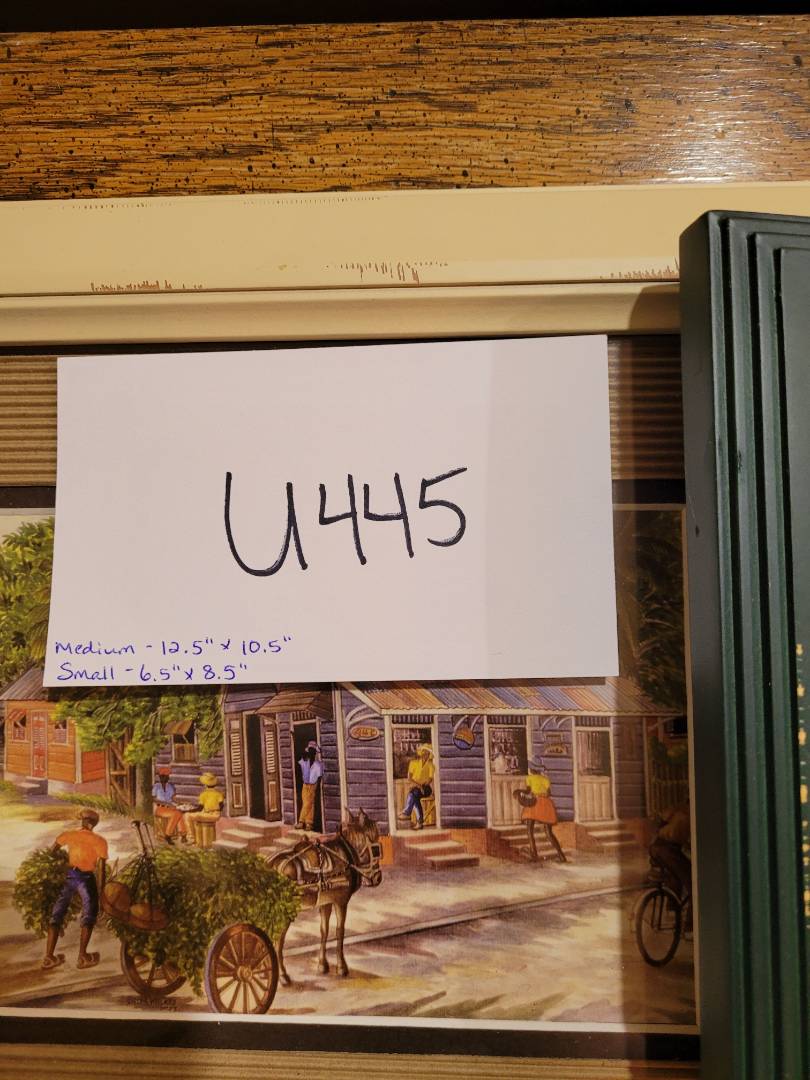 U445
Medium - 12.5" x 10.5"
Small - 6.5" x 8.5"